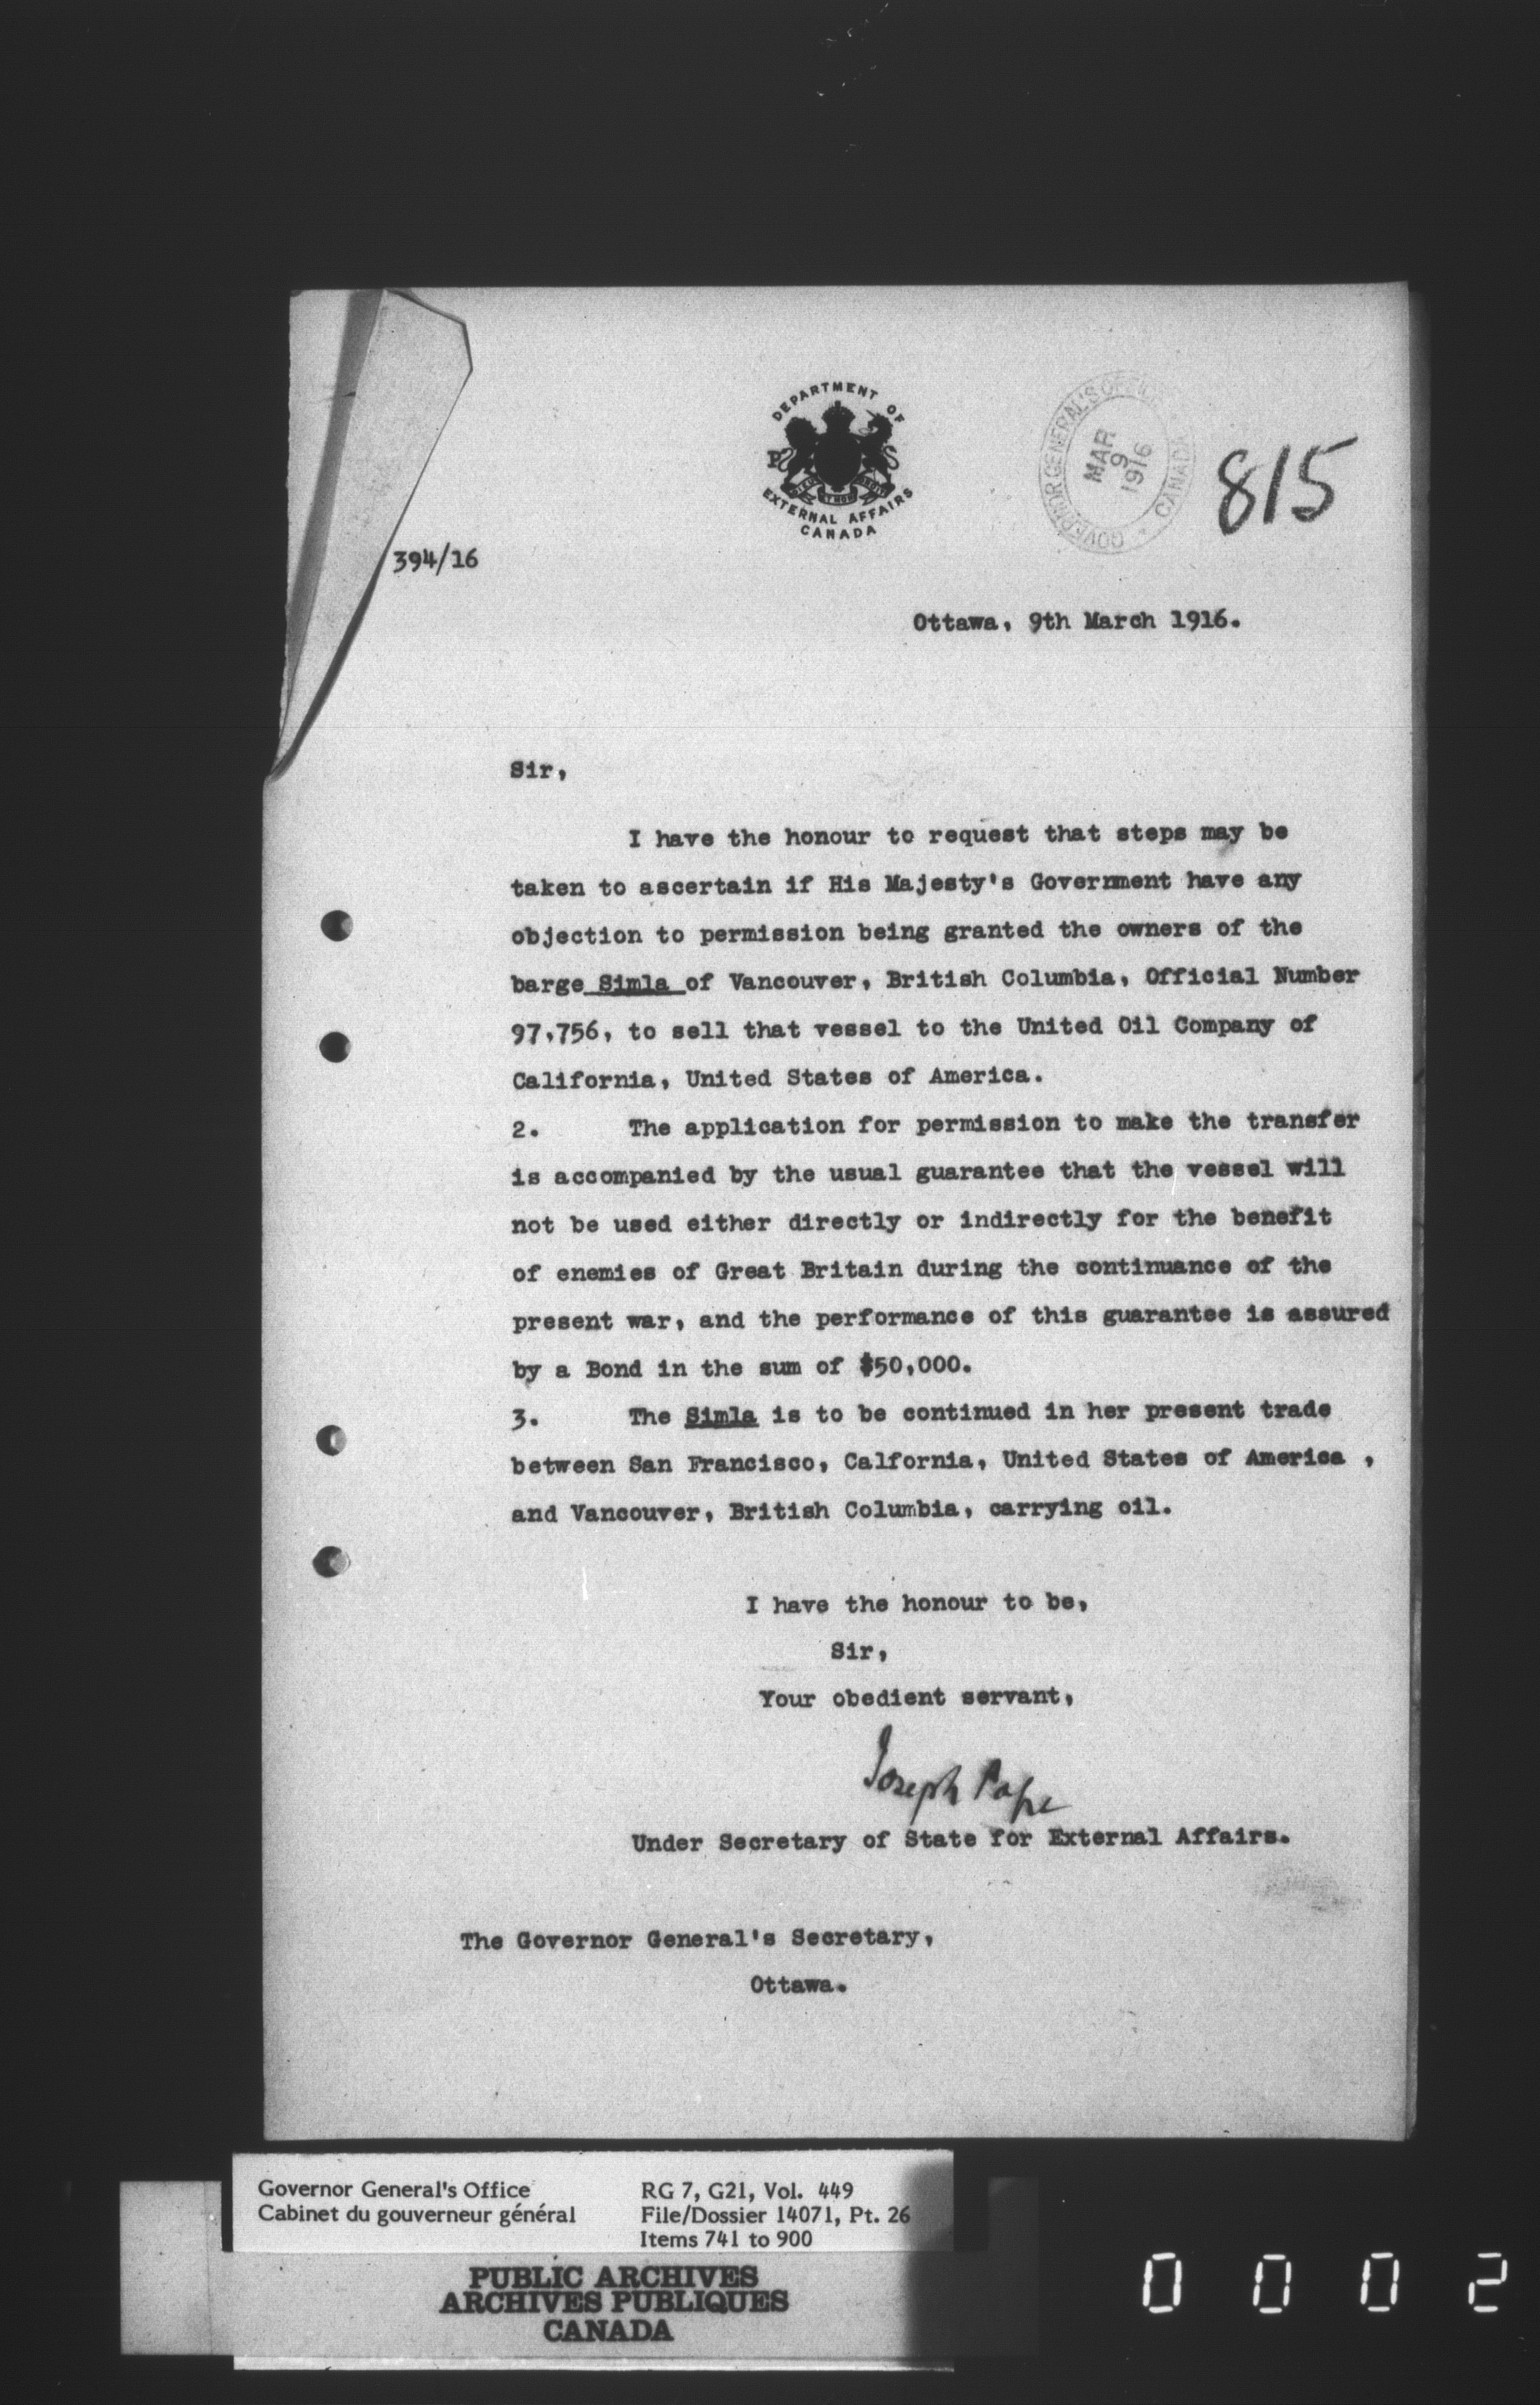 DEPARTMENT OF
EXTERNAL AFFAIRS
CANADA
GOVERNOR GENERAL'S OFFICE
MAR
9
1916
CANADA
815
394/16
Ottawa, 9th March 1916.
Sir,
I have the honour to request that steps may be
taken to ascertain if His Majesty's Government have any
objection to permission being granted the owners of the
barge Simla of Vancouver, British Columbia, Official Number
97,756, to sell that vessel to the United Oil Company of
California, United States of America.
2. The application for permission to make the transfer
is accompanied by the usual guarantee that the vessel will
not be used either directly or indirectly for the benefit
of enemies of Great Britain during the continuance of the
present war, and the performance of this guarantee is assured
by a Bond in the sum of $50,000.
3. The Simla is to be continued in her present trade
between San Francisco, Calfornia, United States of America ,
and Vancouver, British Columbia, carrying oil.
I have the honour to be,
Sir,
Your obedient servant,
Joseph Pope
Under Secretary of State for External Affairs.
The Governor General's Secretary,
Ottawa.
Governor General's Office RG 7, G21, Vol. 449
Cabinet du gouverneur général File/Dossier 14071, Pt. 26
Items 741 to 900
PUBLIC ARCHIVES
ARCHIVES PUBLIQUES
CANADA
0002